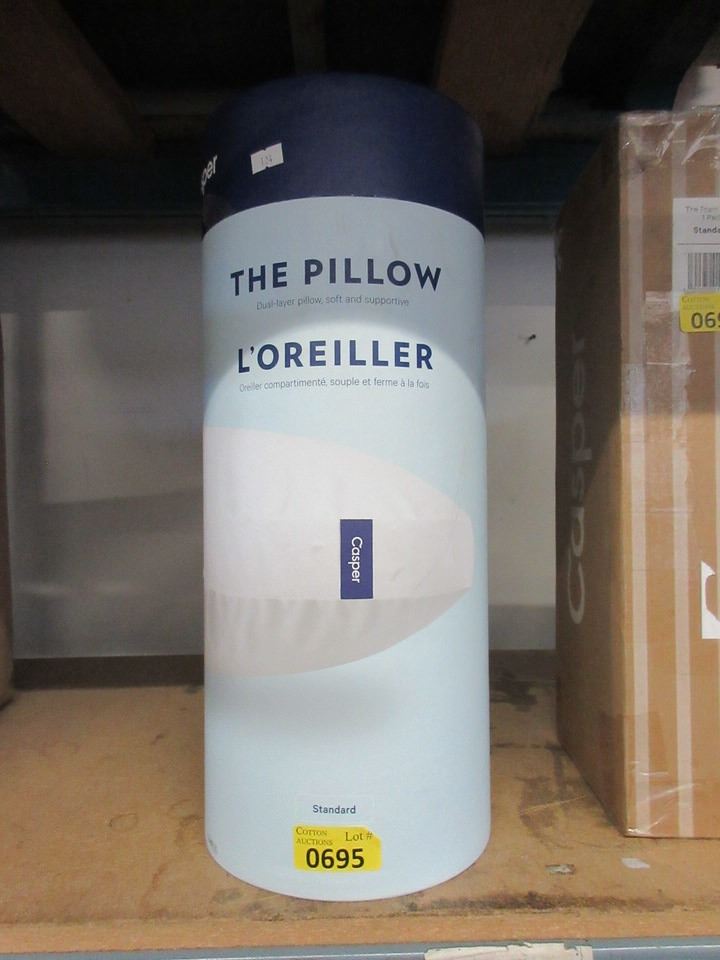 THE PILLOW
Dual-layer pillow, soft and supportive
L'OREILLER
Oreiller compartimenté, souple et ferme à la fois
Casper
Standard
COTTON AUCTIONS Lot #
0695
Casper